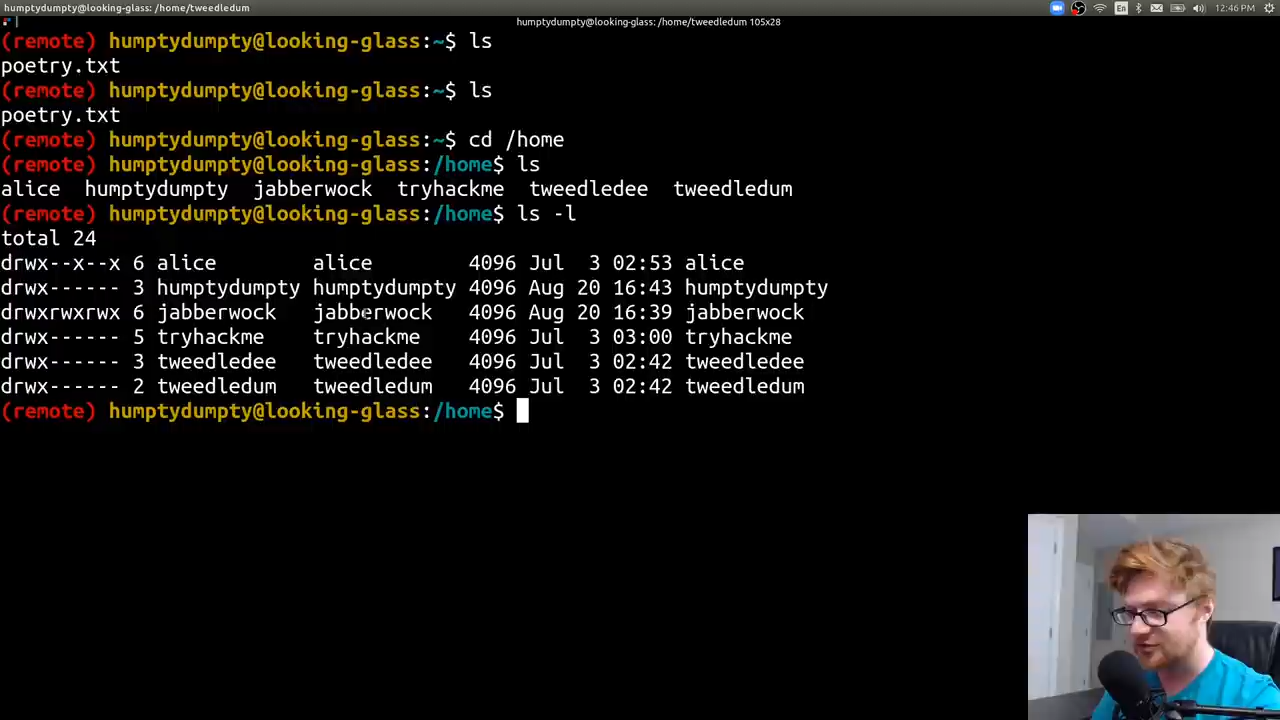 humptydumpty@looking-glass: /home/tweedledum
En
12:46 PM
humptydumpty@looking-glass: /home/tweedledum 105x28
(remote) humptydumpty@looking-glass:~$ ls
poetry.txt
(remote) humptydumpty@looking-glass:~$ ls
poetry.txt
(remote) humptydumpty@looking-glass:~$ cd /home
(remote) humptydumpty@looking-glass:/home$ ls
alice  humptydumpty  jabberwock  tryhackme  tweedledee  tweedledum
(remote) humptydumpty@looking-glass:/home$ ls -l
total 24
drwx--x--x 6 alice        alice        4096 Jul  3 02:53 alice
drwx------ 3 humptydumpty humptydumpty 4096 Aug 20 16:43 humptydumpty
drwxrwxrwx 6 jabberwock   jabberwock   4096 Aug 20 16:39 jabberwock
drwx------ 5 tryhackme    tryhackme    4096 Jul  3 03:00 tryhackme
drwx------ 3 tweedledee   tweedledee   4096 Jul  3 02:42 tweedledee
drwx------ 2 tweedledum   tweedledum   4096 Jul  3 02:42 tweedledum
(remote) humptydumpty@looking-glass:/home$